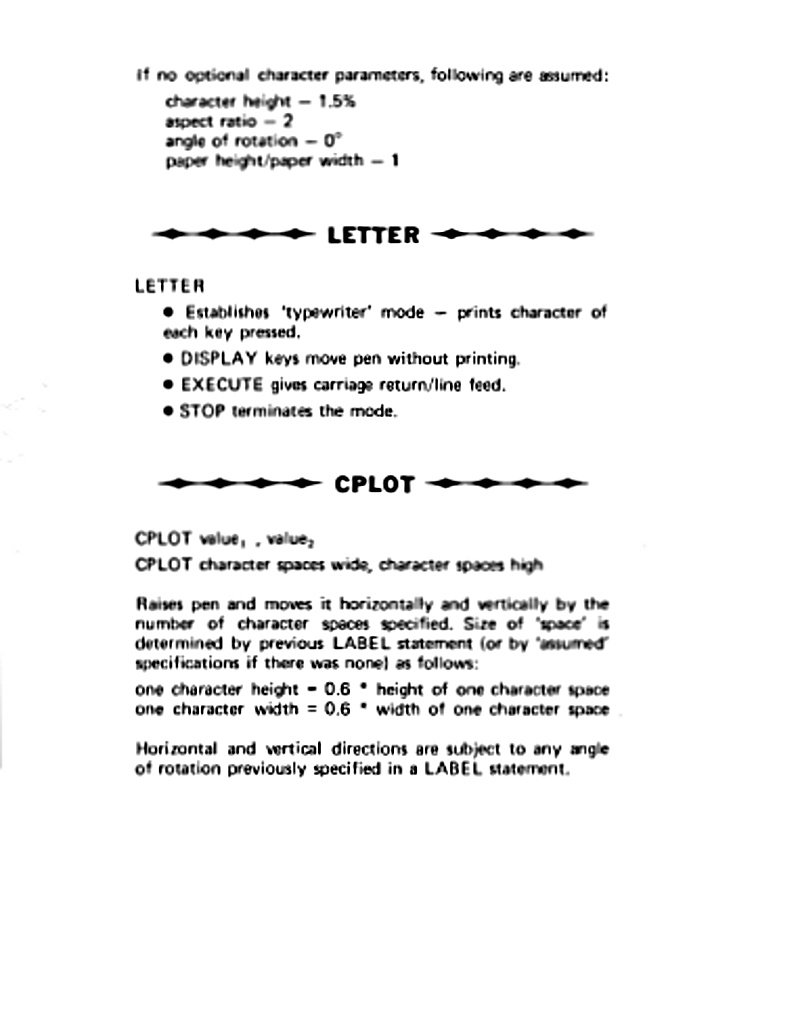 If no optional character parameters, following are assumed:
character height – 1.5%
aspect ratio – 2
angle of rotation – 0°
paper height/paper width – 1
LETTER
LETTER
● Establishes 'typewriter' mode – prints character of
each key pressed.
● DISPLAY keys move pen without printing.
● EXECUTE gives carriage return/line feed.
● STOP terminates the mode.
CPLOT
CPLOT value₁ , value₂
CPLOT character spaces wide, character spaces high
Raises pen and moves it horizontally and vertically by the
number of character spaces specified. Size of 'space' is
determined by previous LABEL statement (or by 'assumed'
specifications if there was none) as follows:
one character height = 0.6 * height of one character space
one character width = 0.6 * width of one character space
Horizontal and vertical directions are subject to any angle
of rotation previously specified in a LABEL statement.